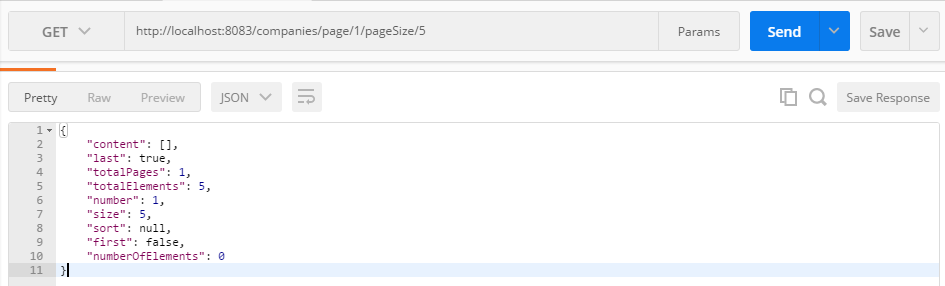 GET http://localhost:8083/companies/page/1/pageSize/5 Params Send Save
Pretty Raw Preview JSON Save Response
1 {
2 "content": [],
3 "last": true,
4 "totalPages": 1,
5 "totalElements": 5,
6 "number": 1,
7 "size": 5,
8 "sort": null,
9 "first": false,
10 "numberOfElements": 0
11 }